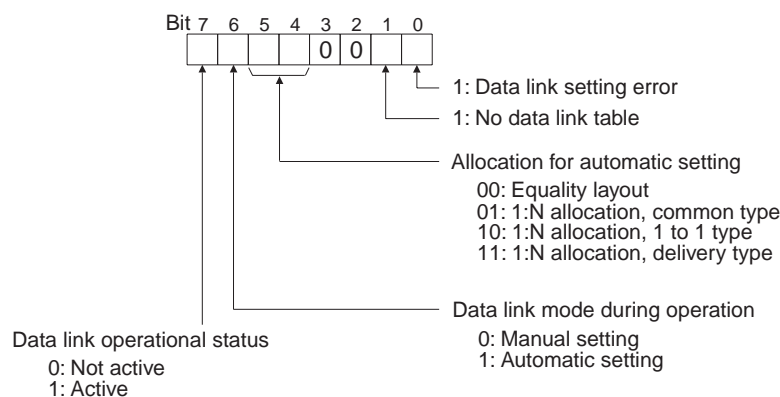 Bit 7 6 5 4 3 2 1 0
0 0
1: Data link setting error
1: No data link table
Allocation for automatic setting
00: Equality layout
01: 1:N allocation, common type
10: 1:N allocation, 1 to 1 type
11: 1:N allocation, delivery type
Data link mode during operation
0: Manual setting
1: Automatic setting
Data link operational status
0: Not active
1: Active